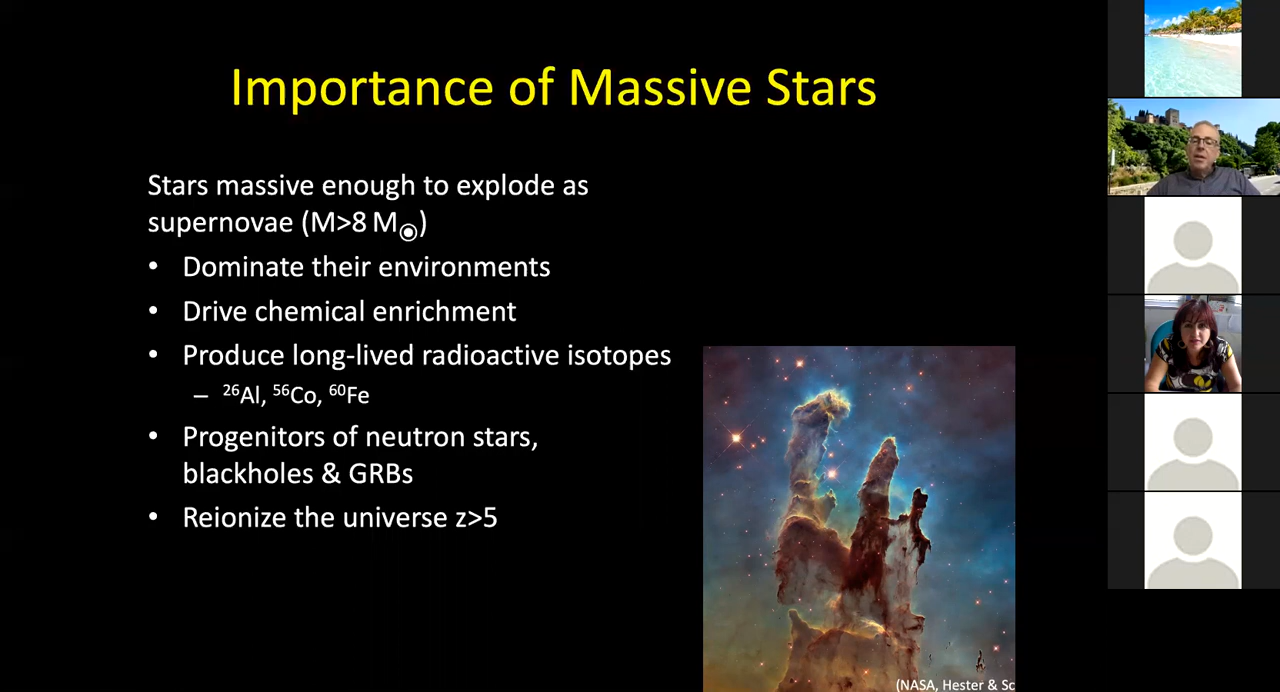 Importance of Massive Stars
Stars massive enough to explode as
supernovae (M>8 M☉)
• Dominate their environments
• Drive chemical enrichment
• Produce long-lived radioactive isotopes
– ²⁶Al, ⁵⁶Co, ⁶⁰Fe
• Progenitors of neutron stars,
blackholes & GRBs
• Reionize the universe z>5
(NASA, Hester & Sc